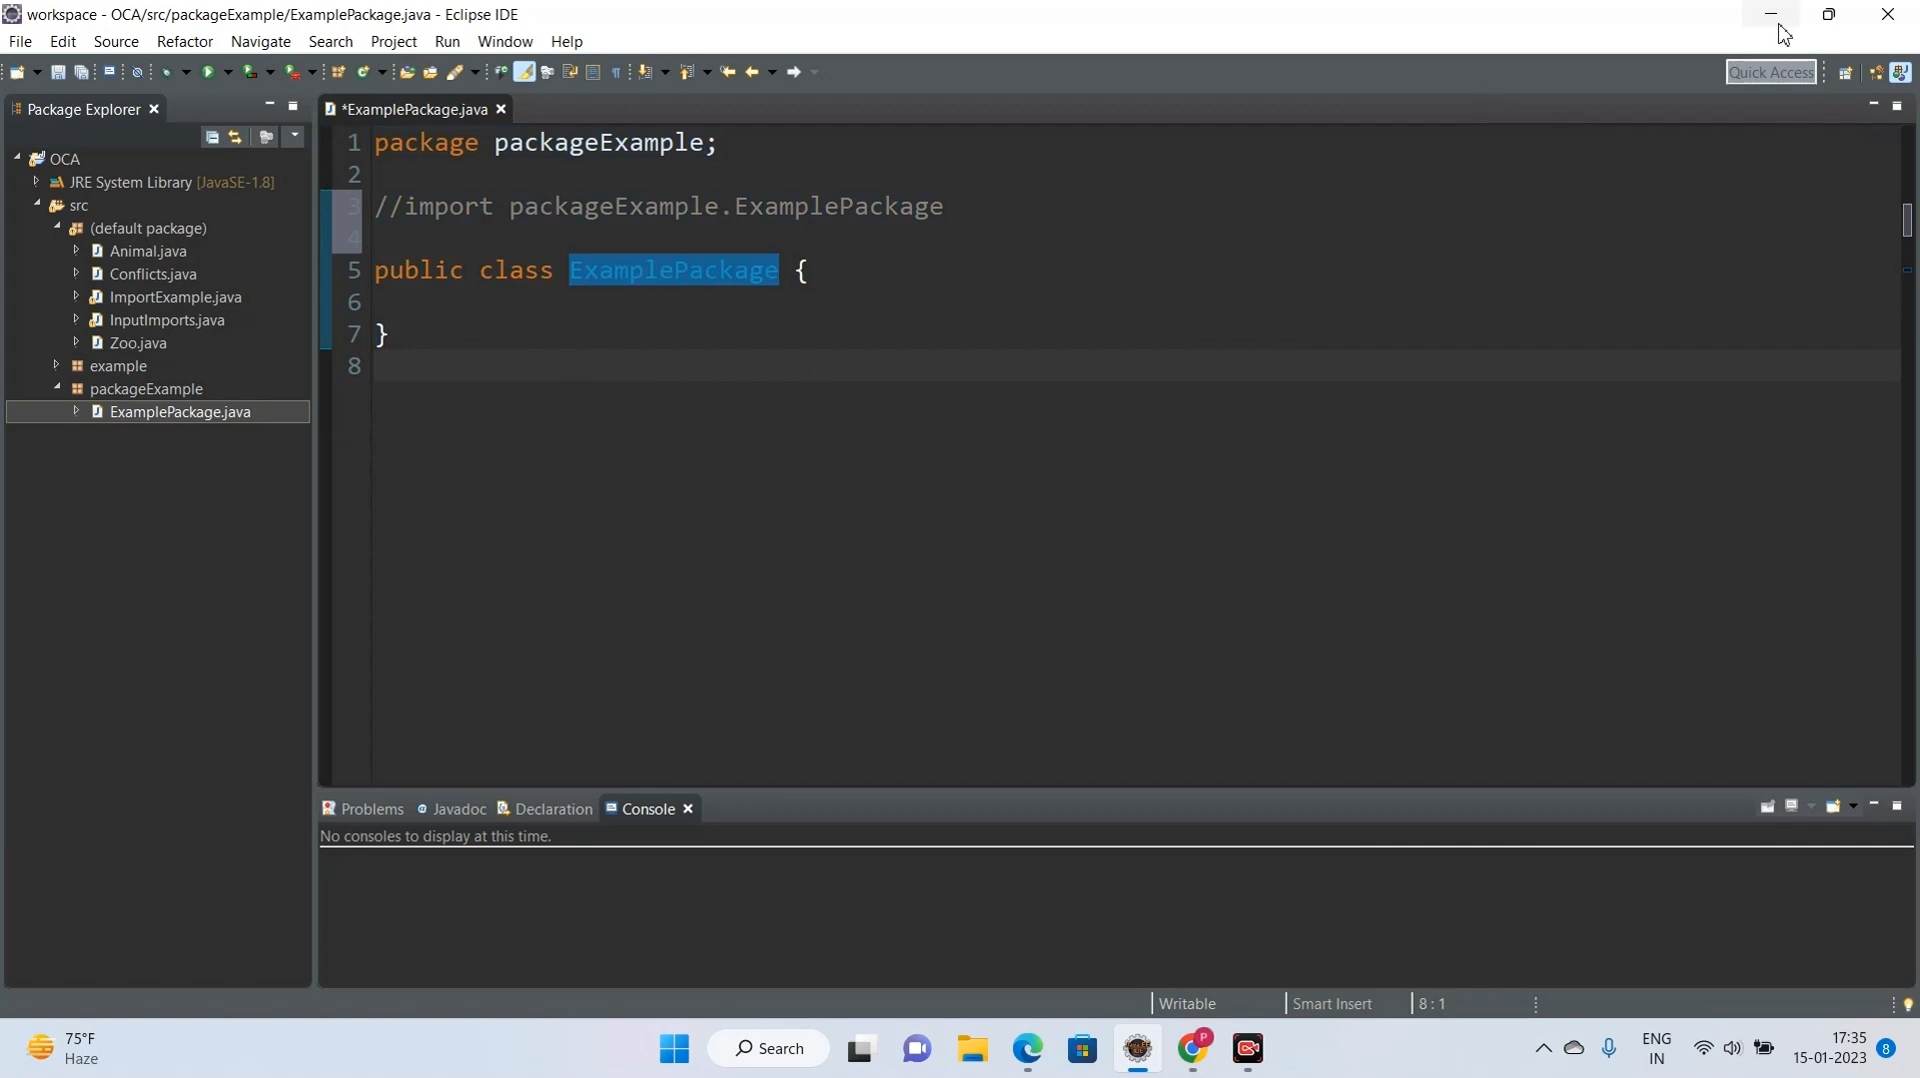 workspace - OCA/src/packageExample/ExamplePackage.java - Eclipse IDE
File Edit Source Refactor Navigate Search Project Run Window Help
Quick Access
Package Explorer
*ExamplePackage.java
OCA
JRE System Library [JavaSE-1.8]
src
(default package)
Animal.java
Conflicts.java
ImportExample.java
InputImports.java
Zoo.java
example
packageExample
ExamplePackage.java
1 package packageExample;
2
3 //import packageExample.ExamplePackage
4
5 public class ExamplePackage {
6
7 }
8
Problems Javadoc Declaration Console
No consoles to display at this time.
Writable Smart Insert 8 : 1
75°F
Haze
Search
P
ENG
IN
17:35
15-01-2023
8